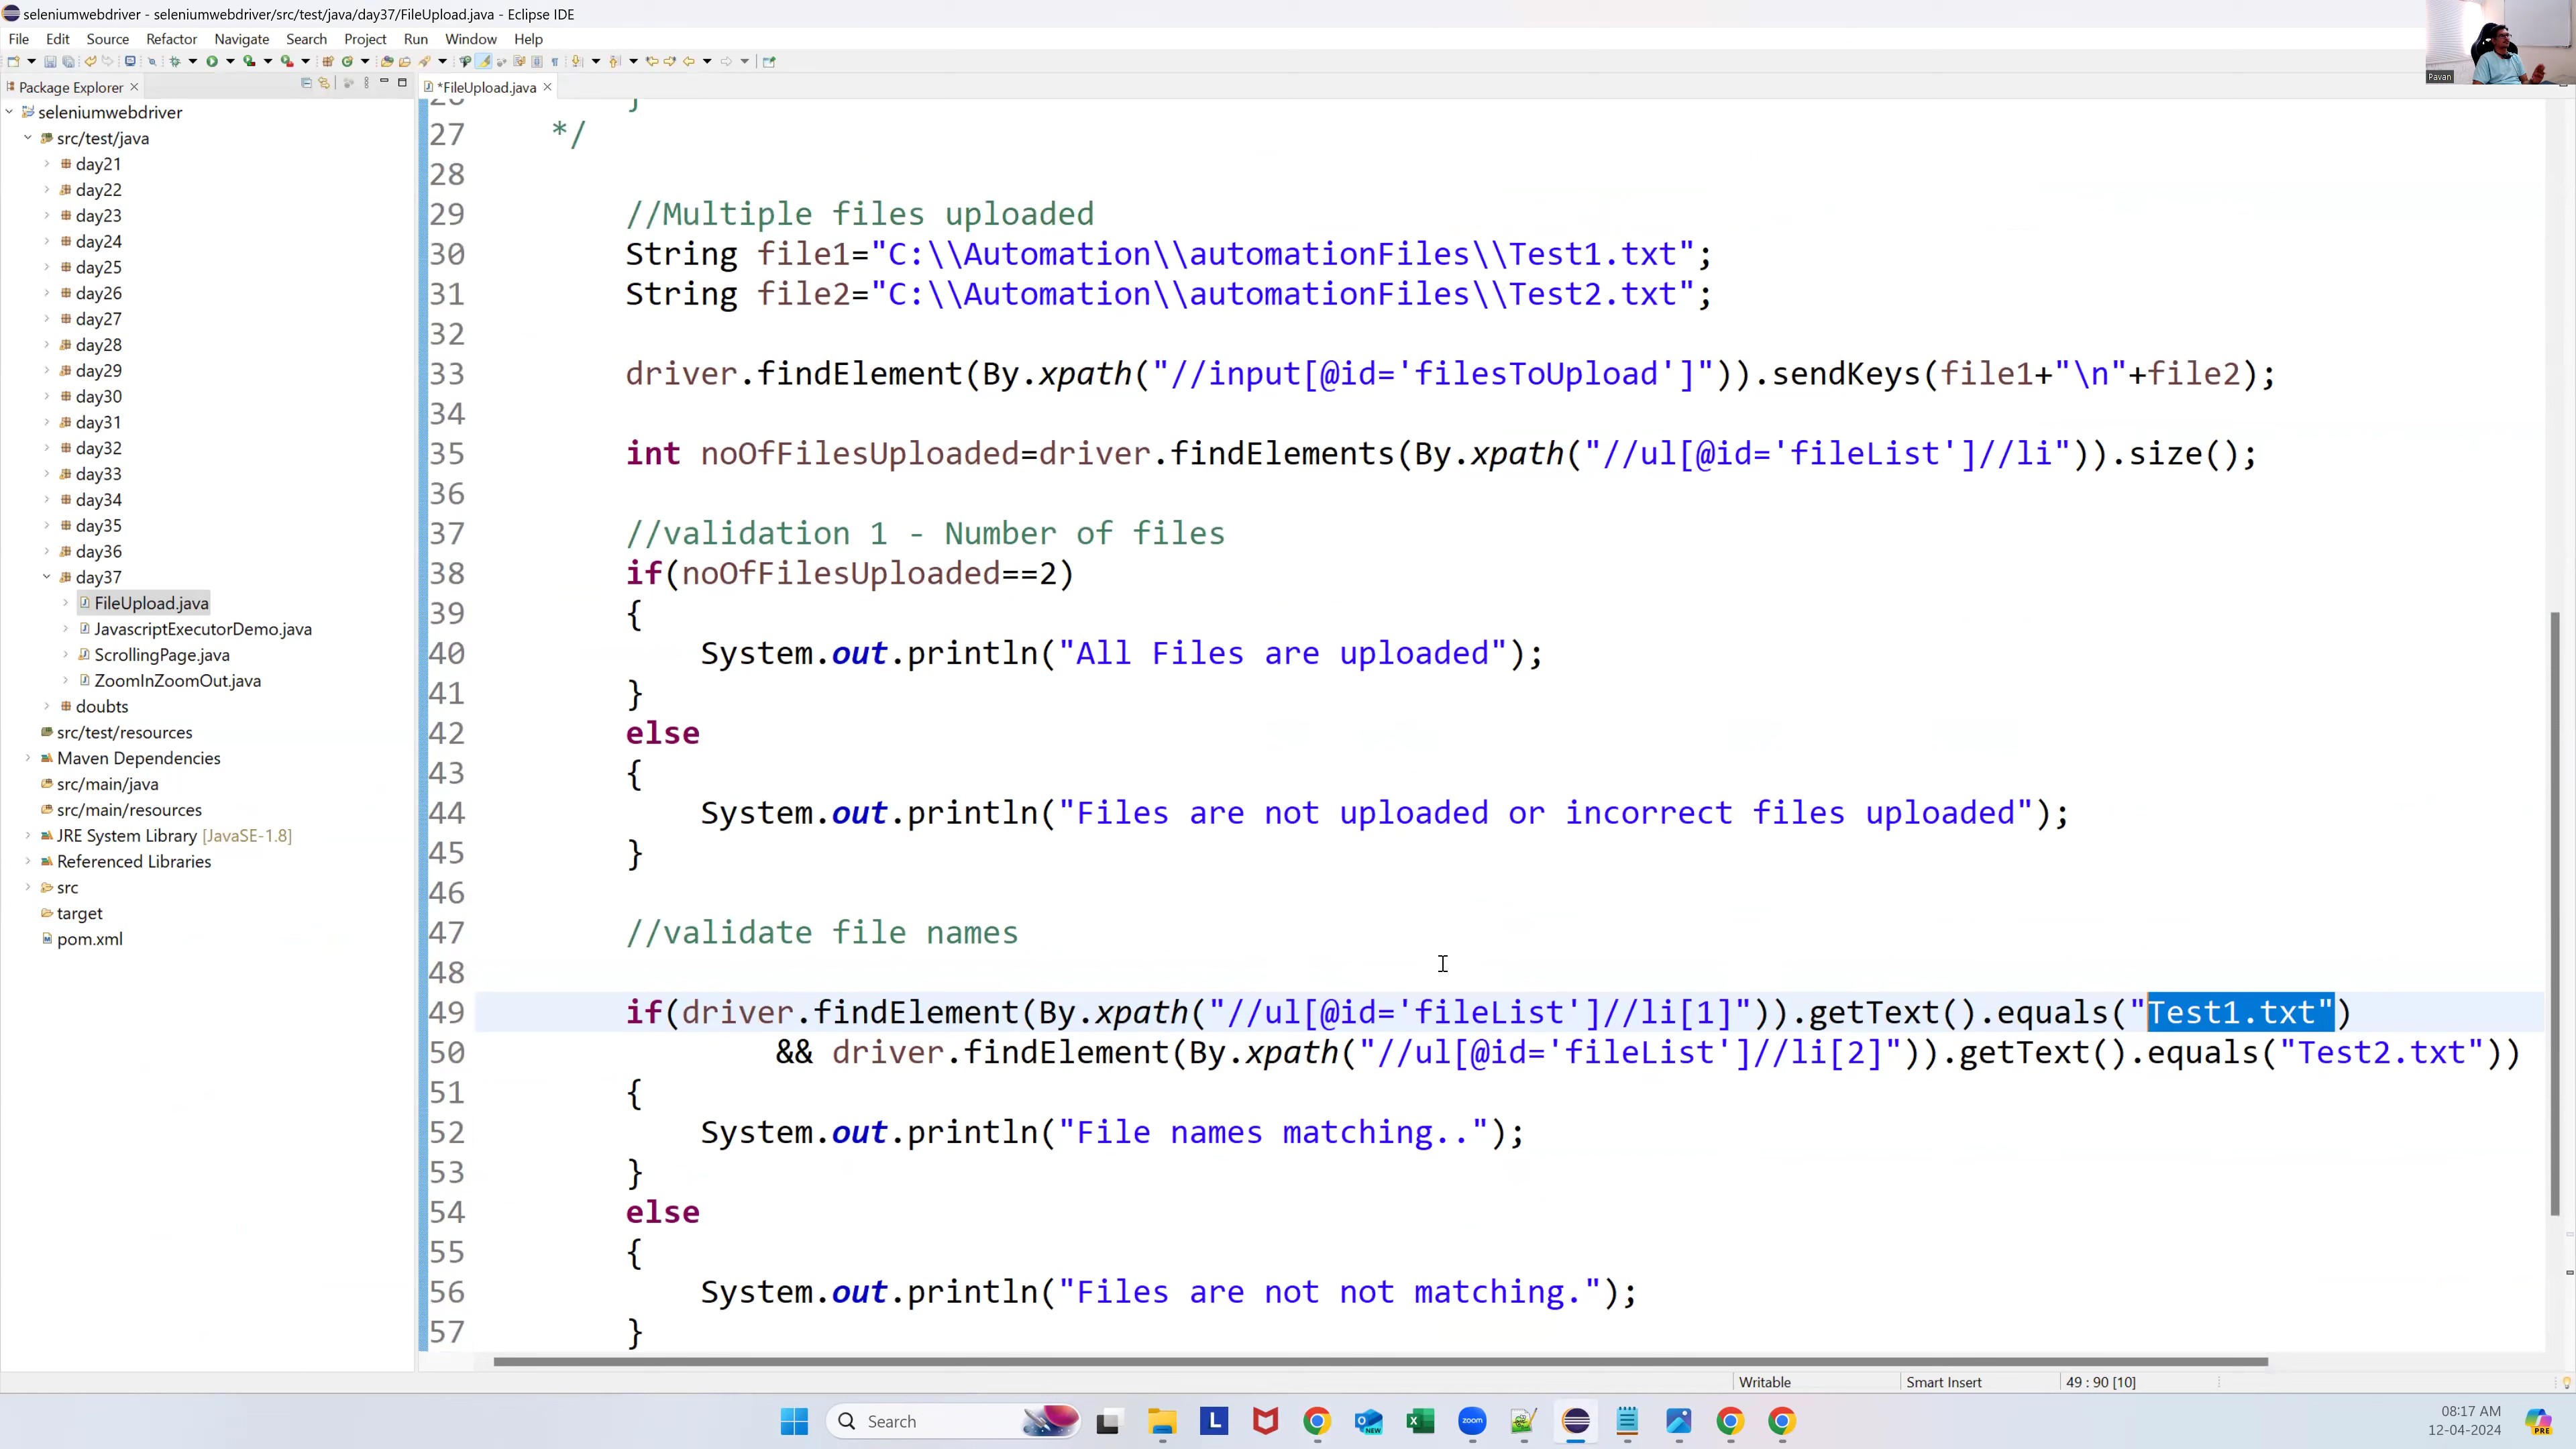 seleniumwebdriver - seleniumwebdriver/src/test/java/day37/FileUpload.java - Eclipse IDE
File Edit Source Refactor Navigate Search Project Run Window Help
Pavan
Package Explorer
*FileUpload.java
seleniumwebdriver
src/test/java
day21
day22
day23
day24
day25
day26
day27
day28
day29
day30
day31
day32
day33
day34
day35
day36
day37
FileUpload.java
JavascriptExecutorDemo.java
ScrollingPage.java
ZoomInZoomOut.java
doubts
src/test/resources
Maven Dependencies
src/main/java
src/main/resources
JRE System Library [JavaSE-1.8]
Referenced Libraries
src
target
pom.xml
26 }
27 */
28
29 //Multiple files uploaded
30 String file1="C:\\Automation\\automationFiles\\Test1.txt";
31 String file2="C:\\Automation\\automationFiles\\Test2.txt";
32
33 driver.findElement(By.xpath("//input[@id='filesToUpload']")).sendKeys(file1+"\n"+file2);
34
35 int noOfFilesUploaded=driver.findElements(By.xpath("//ul[@id='fileList']//li")).size();
36
37 //validation 1 - Number of files
38 if(noOfFilesUploaded==2)
39 {
40 System.out.println("All Files are uploaded");
41 }
42 else
43 {
44 System.out.println("Files are not uploaded or incorrect files uploaded");
45 }
46
47 //validate file names
48
49 if(driver.findElement(By.xpath("//ul[@id='fileList']//li[1]")).getText().equals("Test1.txt")
50 && driver.findElement(By.xpath("//ul[@id='fileList']//li[2]")).getText().equals("Test2.txt"))
51 {
52 System.out.println("File names matching..");
53 }
54 else
55 {
56 System.out.println("Files are not not matching.");
57 }
Writable Smart Insert 49 : 90 [10]
Search
L
NEW
zoom
08:17 AM
12-04-2024
PRE